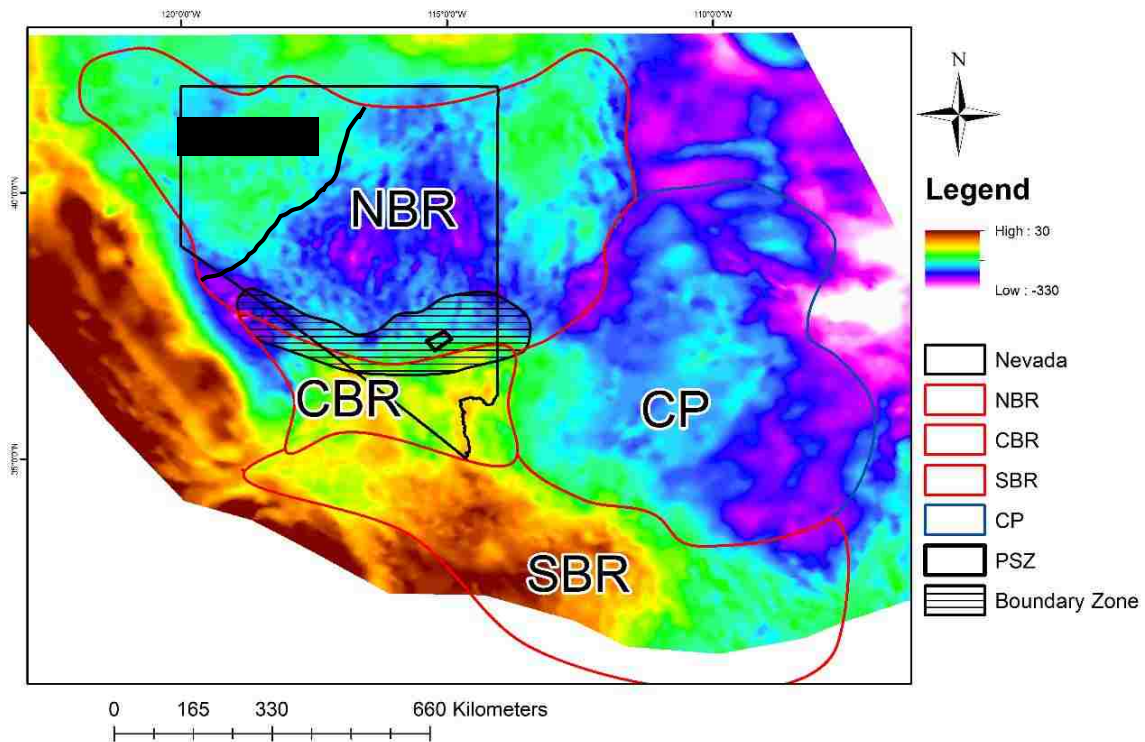 120°0'0"W
115°0'0"W
110°0'0"W
40°0'0"N
35°0'0"N
NBR
CBR
CP
SBR
N
Legend
High : 30
Low : -330
Nevada
NBR
CBR
SBR
CP
PSZ
Boundary Zone
0 165 330 660 Kilometers